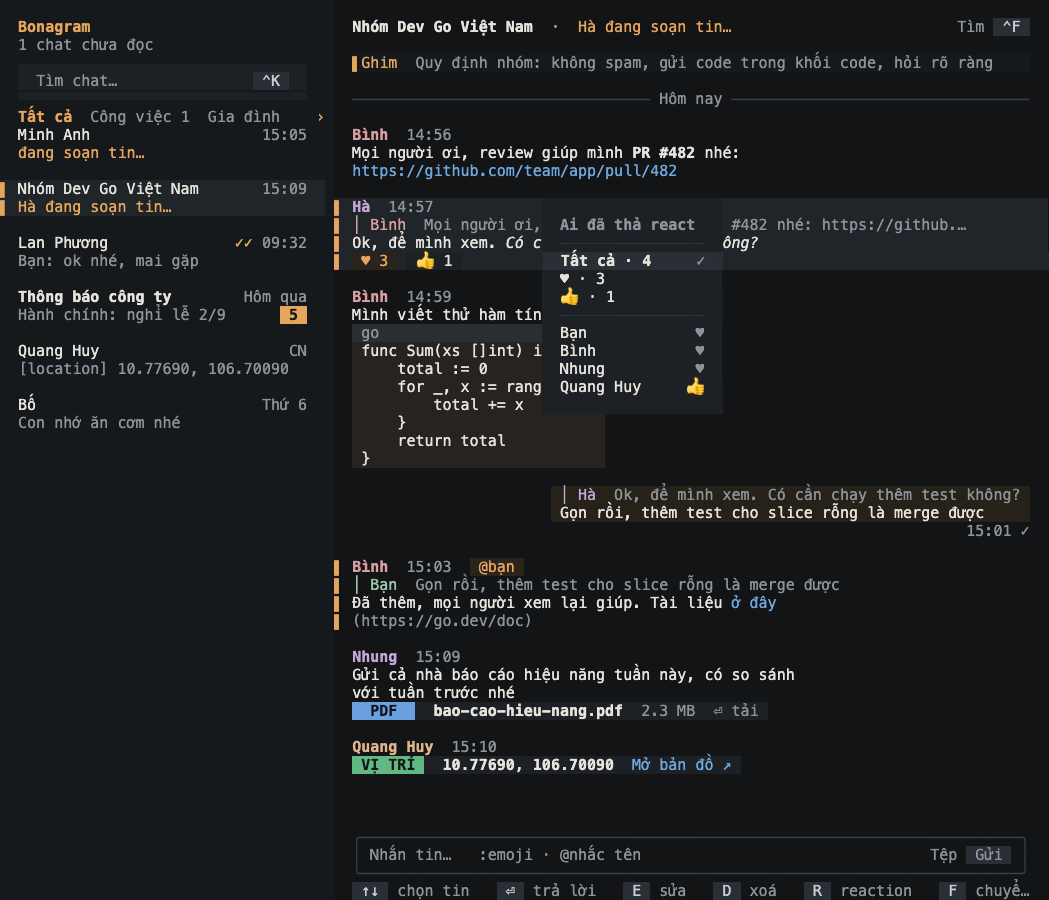 Bonagram
1 chat chưa đọc
Tìm chat… ^K
Tất cả Công việc 1 Gia đình ›
Minh Anh 15:05
đang soạn tin…
Nhóm Dev Go Việt Nam 15:09
Hà đang soạn tin…
Lan Phương ✓✓ 09:32
Bạn: ok nhé, mai gặp
Thông báo công ty Hôm qua
Hành chính: nghỉ lễ 2/9 5
Quang Huy CN
[location] 10.77690, 106.70090
Bố Thứ 6
Con nhớ ăn cơm nhé
Nhóm Dev Go Việt Nam · Hà đang soạn tin… Tìm ^F
Ghim Quy định nhóm: không spam, gửi code trong khối code, hỏi rõ ràng
Hôm nay
Bình 14:56
Mọi người ơi, review giúp mình PR #482 nhé:
https://github.com/team/app/pull/482
Hà 14:57
│ Bình Mọi người ơi, #482 nhé: https://github.…
Ok, để mình xem. Có c ông?
♥ 3 👍 1
Ai đã thả react
Tất cả · 4 ✓
♥ · 3
👍 · 1
Bạn ♥
Bình ♥
Nhung ♥
Quang Huy 👍
Bình 14:59
Mình viết thử hàm tín
go
func Sum(xs []int) i
    total := 0
    for _, x := rang
        total += x
    }
    return total
}
│ Hà Ok, để mình xem. Có cần chạy thêm test không?
Gọn rồi, thêm test cho slice rỗng là merge được
15:01 ✓
Bình 15:03 @bạn
│ Bạn Gọn rồi, thêm test cho slice rỗng là merge được
Đã thêm, mọi người xem lại giúp. Tài liệu ở đây
(https://go.dev/doc)
Nhung 15:09
Gửi cả nhà báo cáo hiệu năng tuần này, có so sánh
với tuần trước nhé
PDF bao-cao-hieu-nang.pdf 2.3 MB ⏎ tải
Quang Huy 15:10
VỊ TRÍ 10.77690, 106.70090 Mở bản đồ ↗
Nhắn tin… :emoji · @nhắc tên Tệp Gửi
↑↓ chọn tin ⏎ trả lời E sửa D xoá R reaction F chuyể…